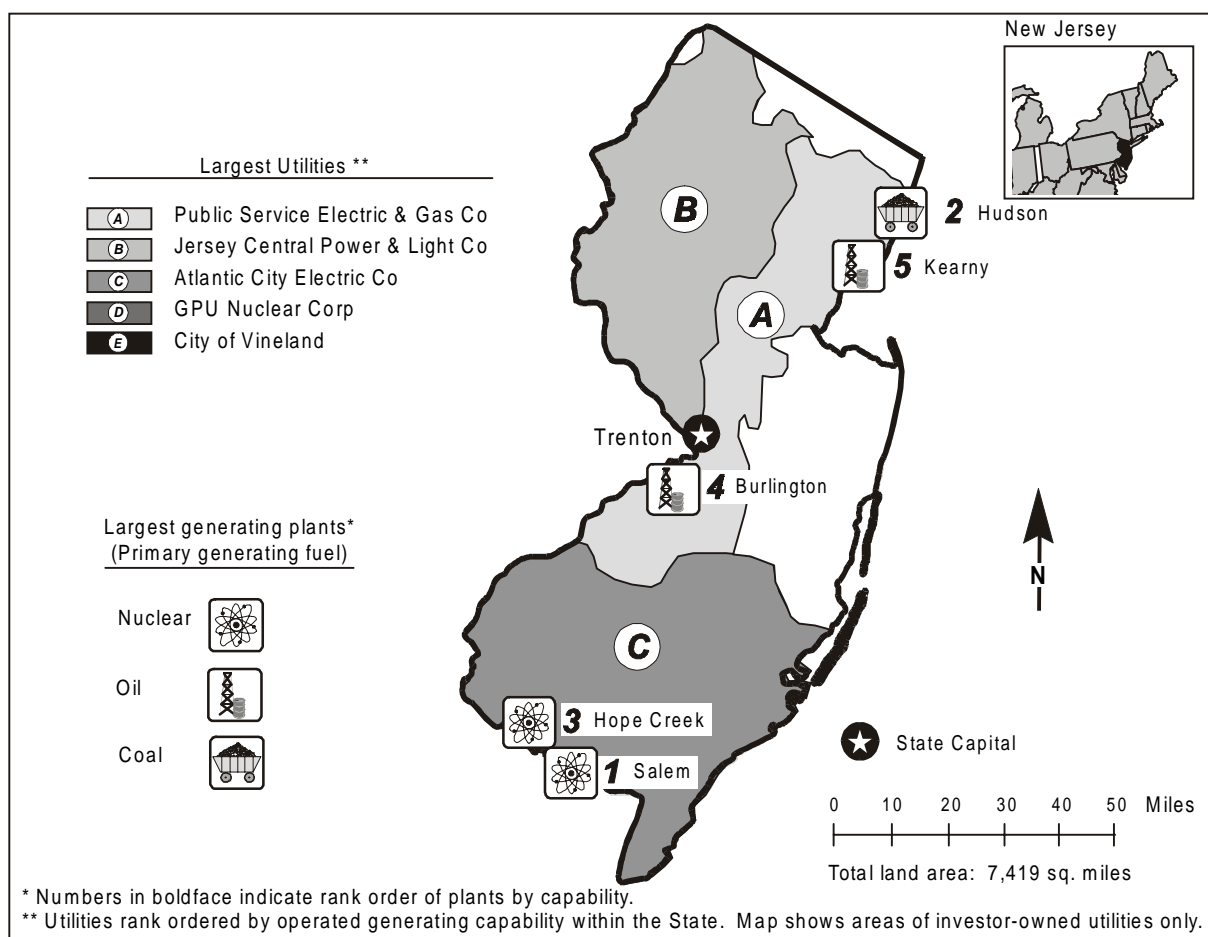 New Jersey
Largest Utilities **
A Public Service Electric & Gas Co
B Jersey Central Power & Light Co
C Atlantic City Electric Co
D GPU Nuclear Corp
E City of Vineland
B
2 Hudson
5 Kearny
A
Trenton
4 Burlington
Largest generating plants*
(Primary generating fuel)
Nuclear
Oil
Coal
N
C
3 Hope Creek
1 Salem
State Capital
0 10 20 30 40 50 Miles
Total land area: 7,419 sq. miles
* Numbers in boldface indicate rank order of plants by capability.
** Utilities rank ordered by operated generating capability within the State. Map shows areas of investor-owned utilities only.